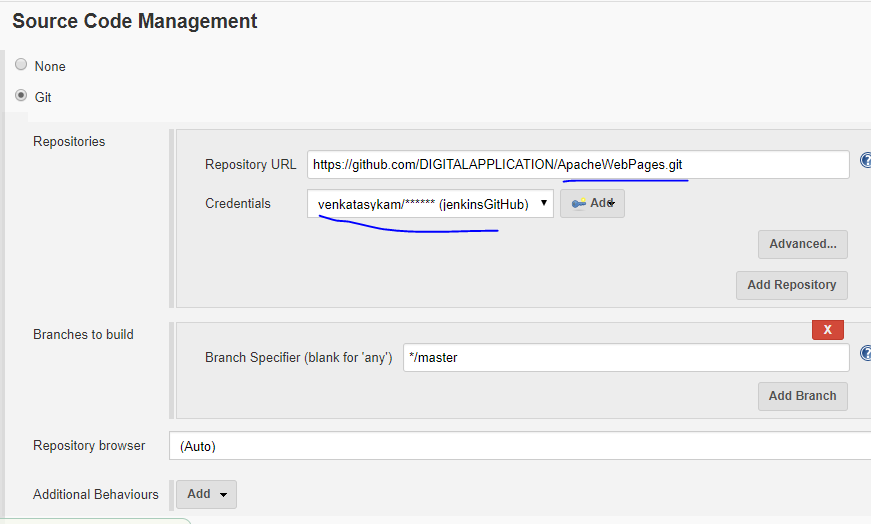 Source Code Management
None
Git
Repositories
Repository URL https://github.com/DIGITALAPPLICATION/ApacheWebPages.git
Credentials venkatasykam/****** (jenkinsGitHub) Add
Advanced...
Add Repository
Branches to build
X
Branch Specifier (blank for 'any') */master
Add Branch
Repository browser (Auto)
Additional Behaviours Add